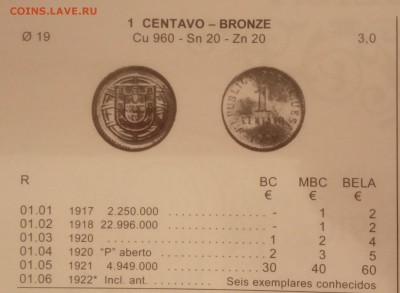 COINS.LAVE.RU
1 CENTAVO – BRONZE
Ø 19 Cu 960 - Sn 20 - Zn 20 3,0
1
CENTAVO
R BC MBC BELA
€ € €
01.01 1917 2.250.000 - 1 2
01.02 1918 22.996.000 - 1 2
01.03 1920 1 2 4
01.04 1920 "P" aberto 2 3 5
01.05 1921 4.949.000 30 40 60
01.06 1922* Incl. ant. Seis exemplares conhecidos